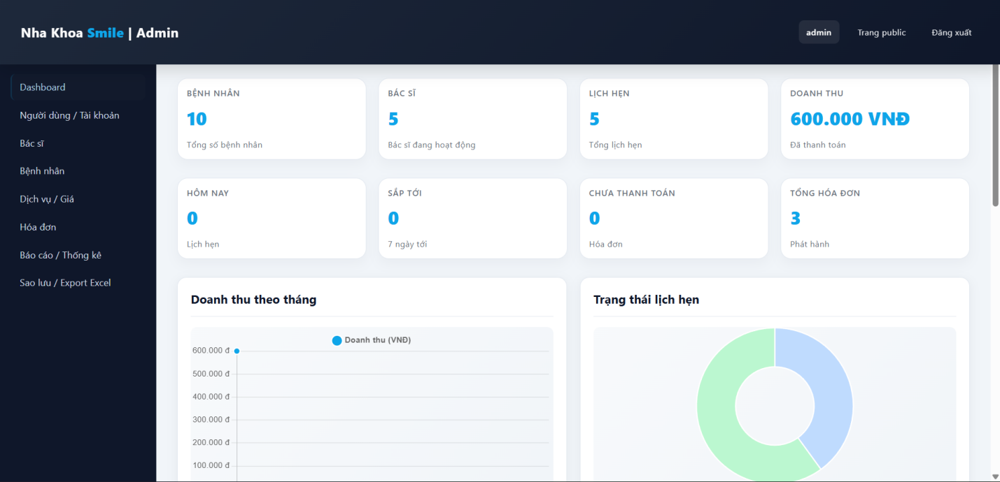 Nha Khoa Smile | Admin
admin
Trang public
Đăng xuất
Dashboard
Người dùng / Tài khoản
Bác sĩ
Bệnh nhân
Dịch vụ / Giá
Hóa đơn
Báo cáo / Thống kê
Sao lưu / Export Excel
BỆNH NHÂN
10
Tổng số bệnh nhân
BÁC SĨ
5
Bác sĩ đang hoạt động
LỊCH HẸN
5
Tổng lịch hẹn
DOANH THU
600.000 VNĐ
Đã thanh toán
HÔM NAY
0
Lịch hẹn
SẮP TỚI
0
7 ngày tới
CHƯA THANH TOÁN
0
Hóa đơn
TỔNG HÓA ĐƠN
3
Phát hành
Doanh thu theo tháng
Doanh thu (VNĐ)
600.000 đ
500.000 đ
400.000 đ
300.000 đ
200.000 đ
100.000 đ
Trạng thái lịch hẹn